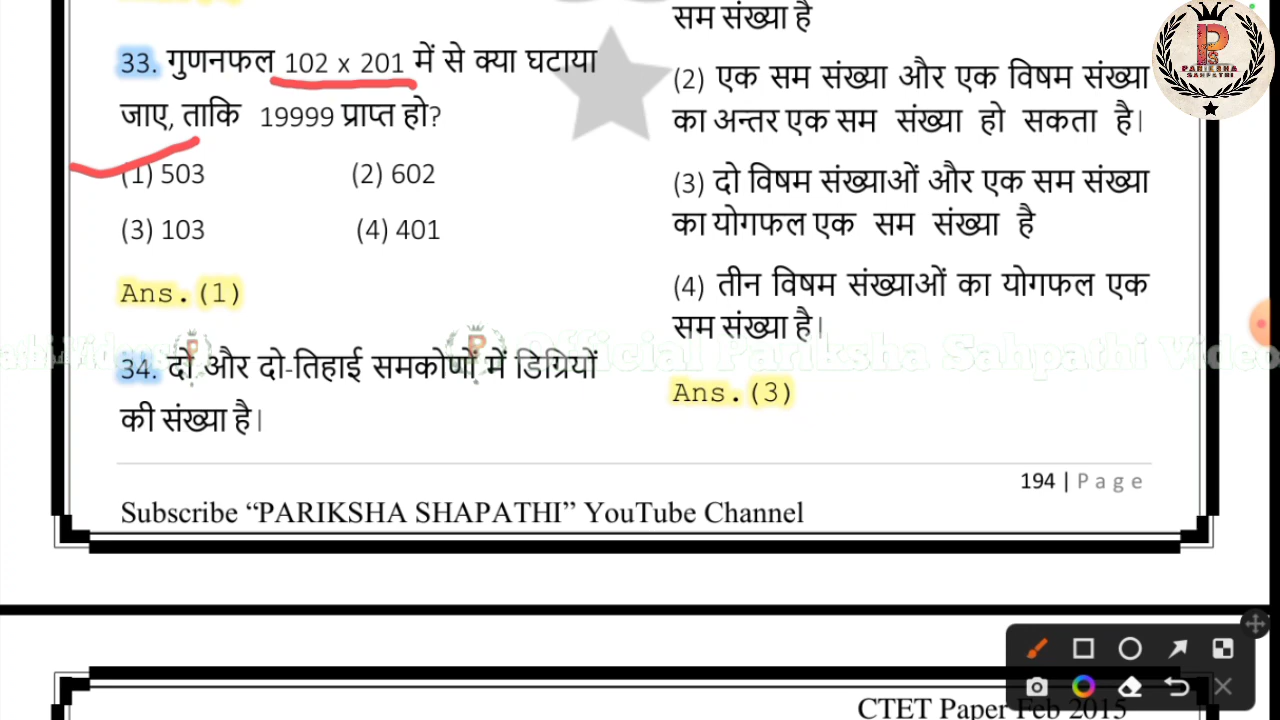 33. गुणनफल 102 x 201 में से क्या घटाया
जाए, ताकि 19999 प्राप्त हो?
(1) 503 (2) 602
(3) 103 (4) 401
Ans.(1)
34. दो और दो-तिहाई समकोणों में डिग्रियों
की संख्या है।
सम संख्या है
(2) एक सम संख्या और एक विषम संख्या
का अन्तर एक सम संख्या हो सकता है।
(3) दो विषम संख्याओं और एक सम संख्या
का योगफल एक सम संख्या है
(4) तीन विषम संख्याओं का योगफल एक
सम संख्या है।
Ans.(3)
Official Pariksha Sahpathi Video
194 | Page
Subscribe “PARIKSHA SHAPATHI” YouTube Channel
CTET Paper Feb 2015
PARIKSHA
SAHPATHI